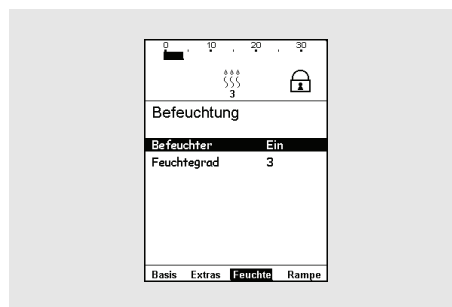 0 10 20 30
3
Befeuchtung
Befeuchter Ein
Feuchtegrad 3
Basis Extras Feuchte Rampe